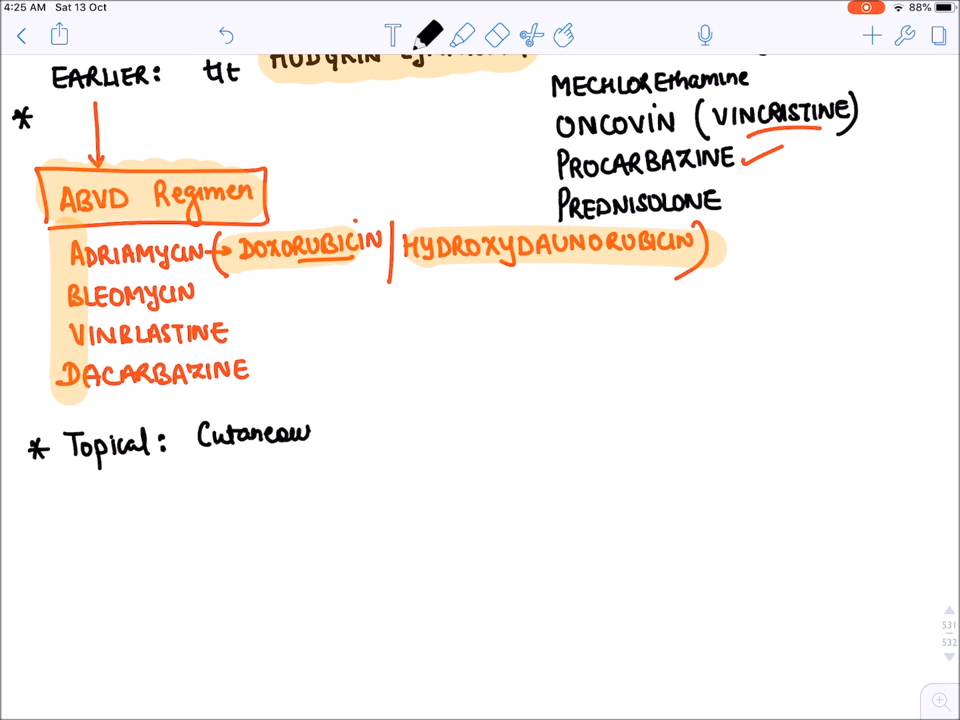 4:25 AM Sat 13 Oct
88%
T
EARLIER: tlt
MECHLOREthamine
* ONCOVIN (VINCRISTINE)
PROCARBAZINE
ABVD Regimen
PREDNISOLONE
ADRIAMYCIN → (DOXORUBICIN | HYDROXYDAUNORUBICIN)
BLEOMYCIN
VINBLASTINE
DACARBAZINE
* Topical: Cutaneous
531
532